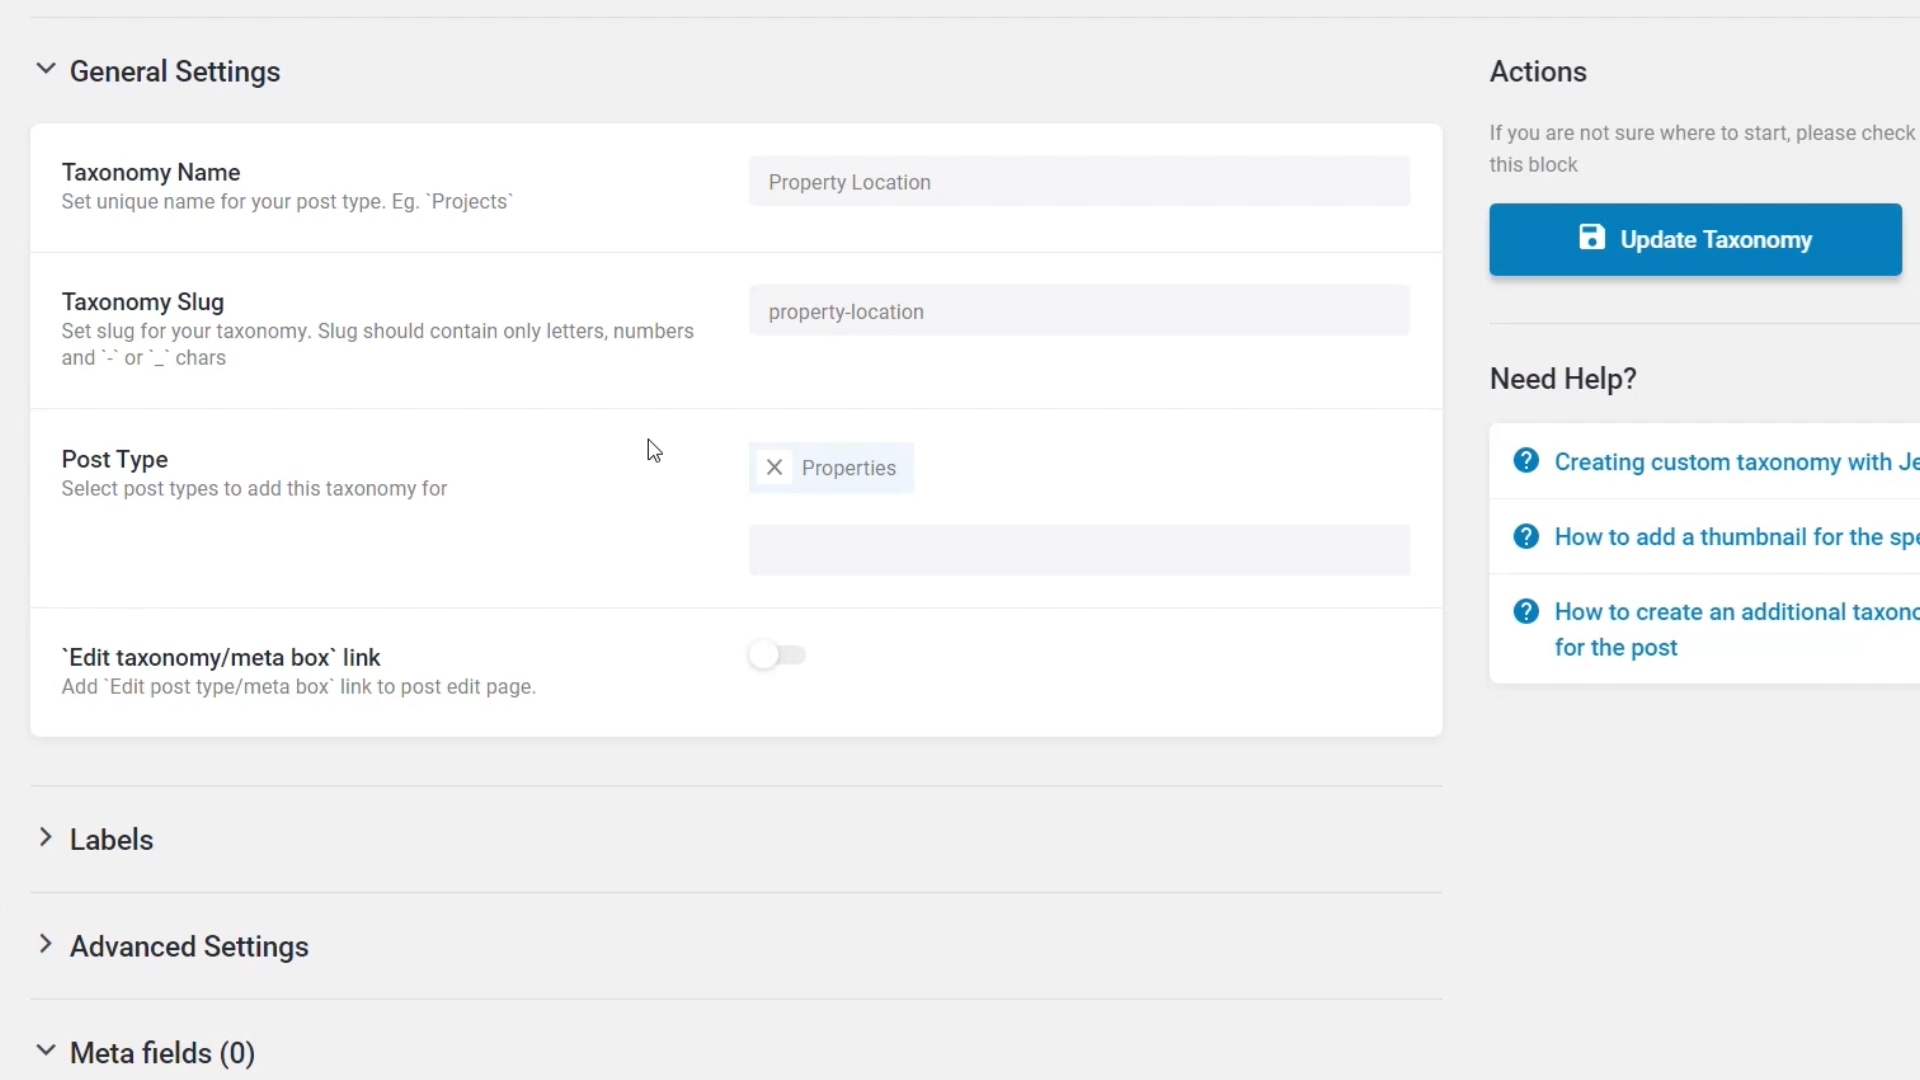 General Settings
Taxonomy Name
Set unique name for your post type. Eg. `Projects`
Property Location
Taxonomy Slug
Set slug for your taxonomy. Slug should contain only letters, numbers
and `-` or `_` chars
property-location
Post Type
Select post types to add this taxonomy for
Properties
`Edit taxonomy/meta box` link
Add `Edit post type/meta box` link to post edit page.
Labels
Advanced Settings
Meta fields (0)
Actions
If you are not sure where to start, please check
this block
Update Taxonomy
Need Help?
Creating custom taxonomy with
How to add a thumbnail for the
How to create an additional
for the post